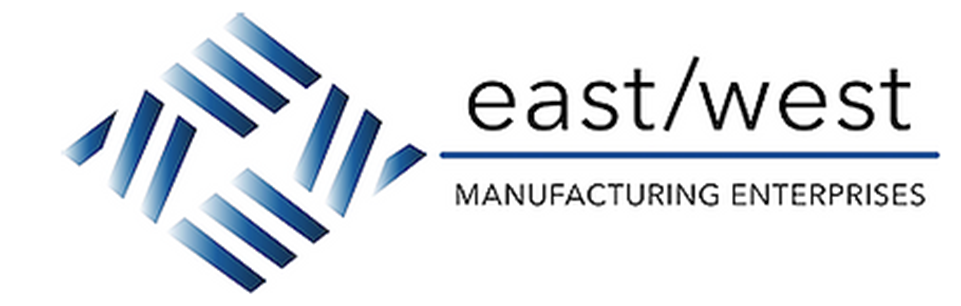 east/west
MANUFACTURING ENTERPRISES